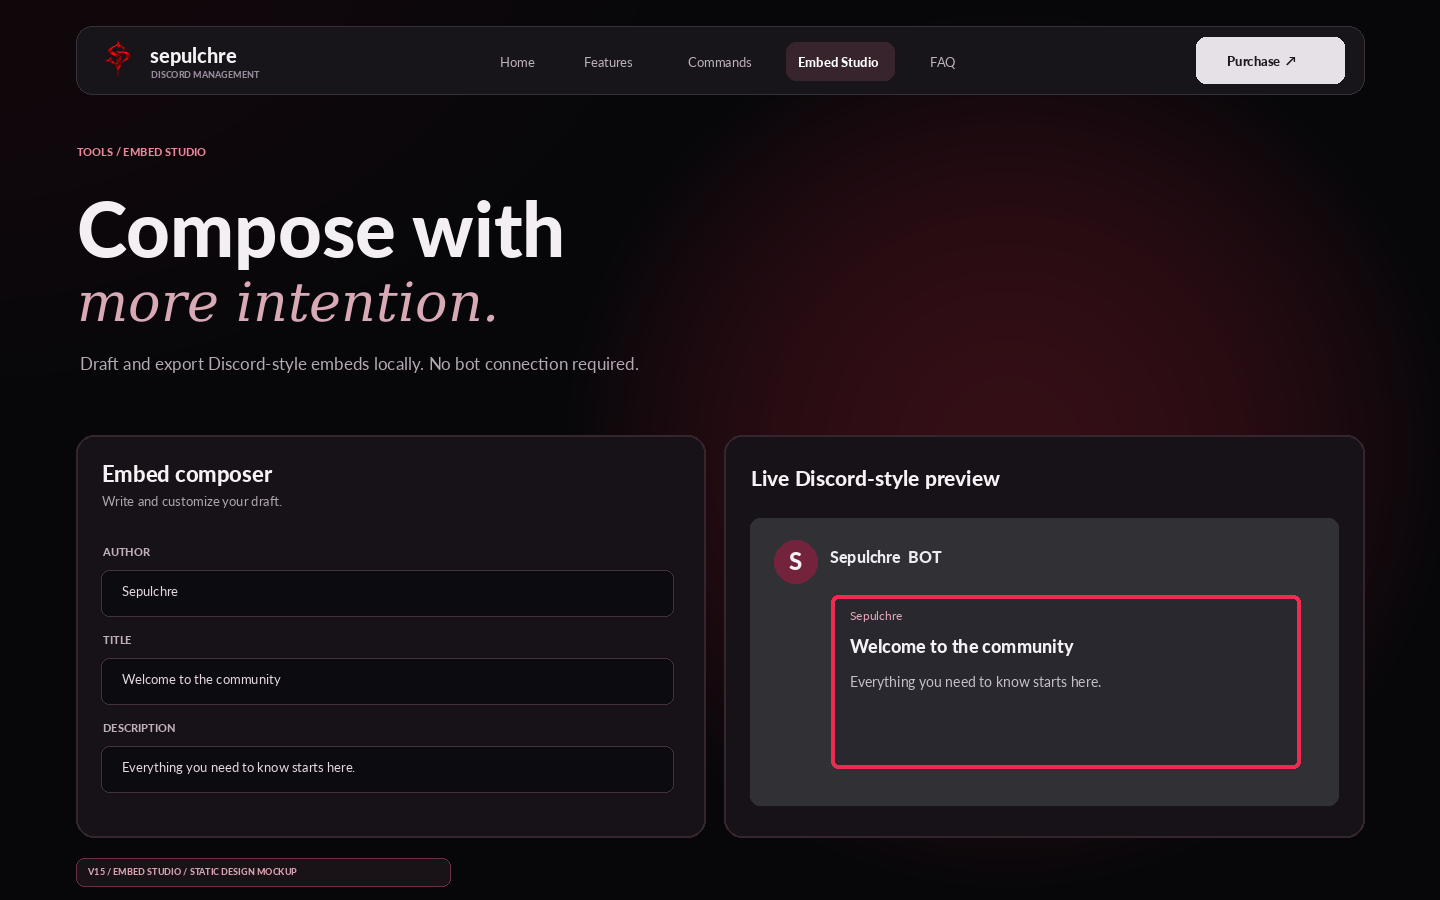 sepulchre
DISCORD MANAGEMENT
Home
Features
Commands
Embed Studio
FAQ
Purchase ↗
TOOLS / EMBED STUDIO
Compose with
more intention.
Draft and export Discord-style embeds locally. No bot connection required.
Embed composer
Write and customize your draft.
AUTHOR
Sepulchre
TITLE
Welcome to the community
DESCRIPTION
Everything you need to know starts here.
Live Discord-style preview
S
Sepulchre BOT
Sepulchre
Welcome to the community
Everything you need to know starts here.
V15 / EMBED STUDIO / STATIC DESIGN MOCKUP